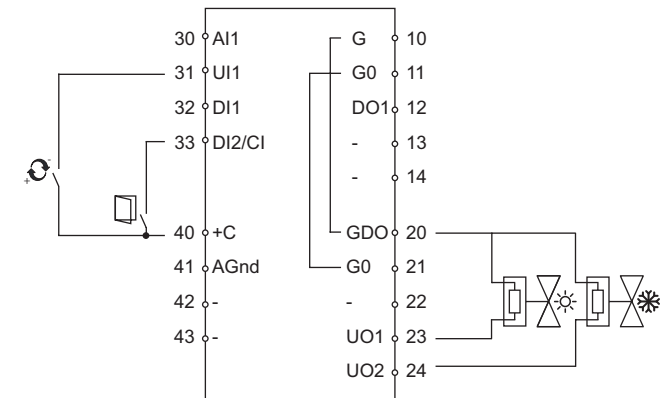 30 AI1 G 10
31 UI1 G0 11
32 DI1 DO1 12
33 DI2/CI - 13
- 14
40 +C GDO 20
41 AGnd G0 21
42 - - 22
43 - UO1 23
UO2 24
- +